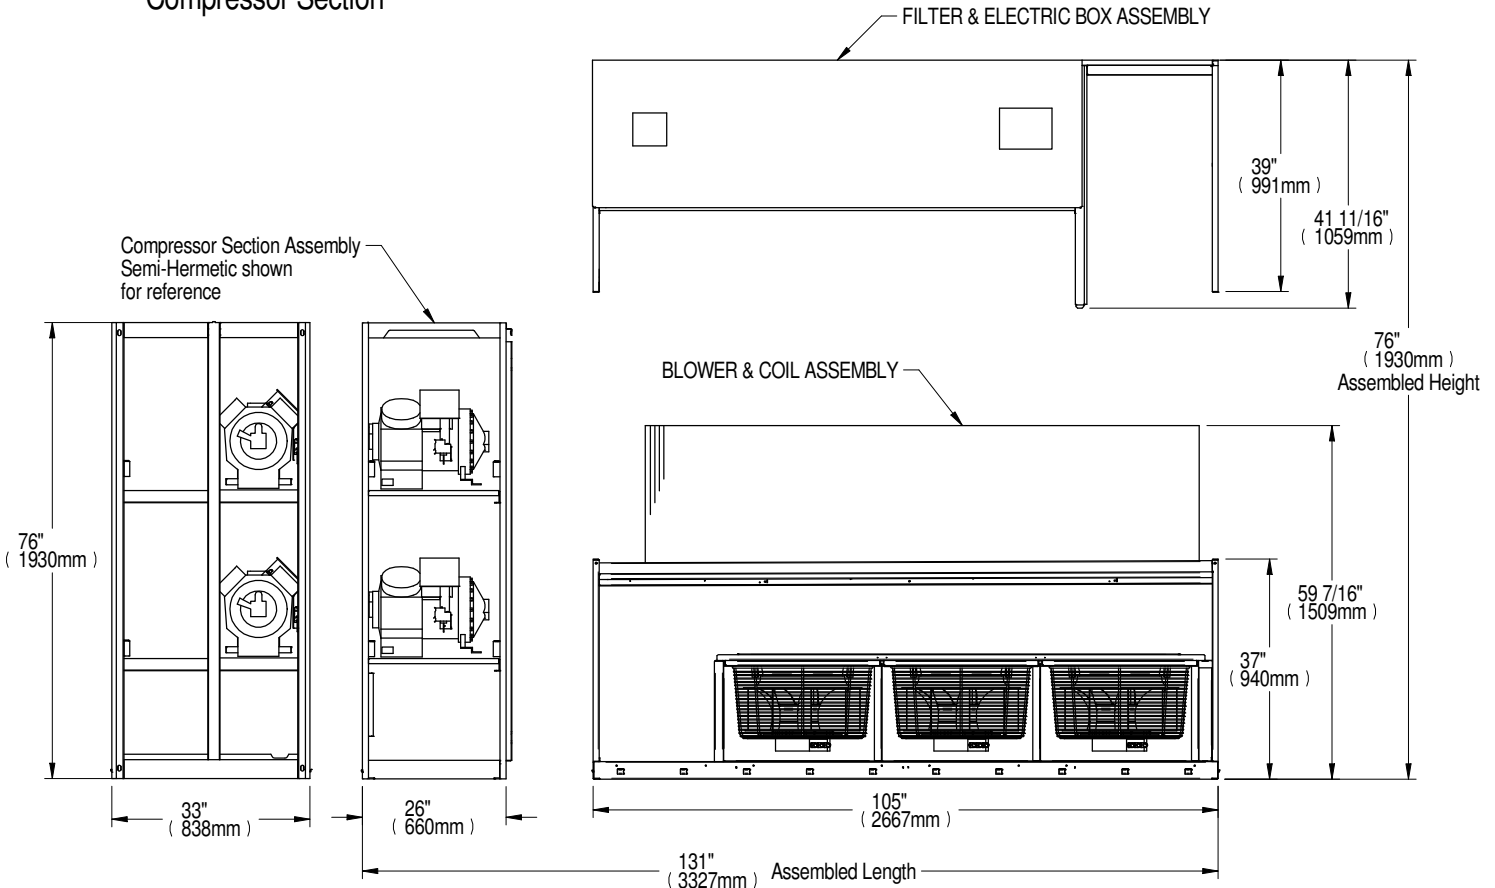 Compressor Section
FILTER & ELECTRIC BOX ASSEMBLY
39"
( 991mm )
41 11/16"
( 1059mm )
Compressor Section Assembly
Semi-Hermetic shown
for reference
76"
( 1930mm )
Assembled Height
BLOWER & COIL ASSEMBLY
76"
( 1930mm )
59 7/16"
( 1509mm )
37"
( 940mm )
33"
( 838mm )
26"
( 660mm )
105"
( 2667mm )
131"
( 3327mm )
Assembled Length